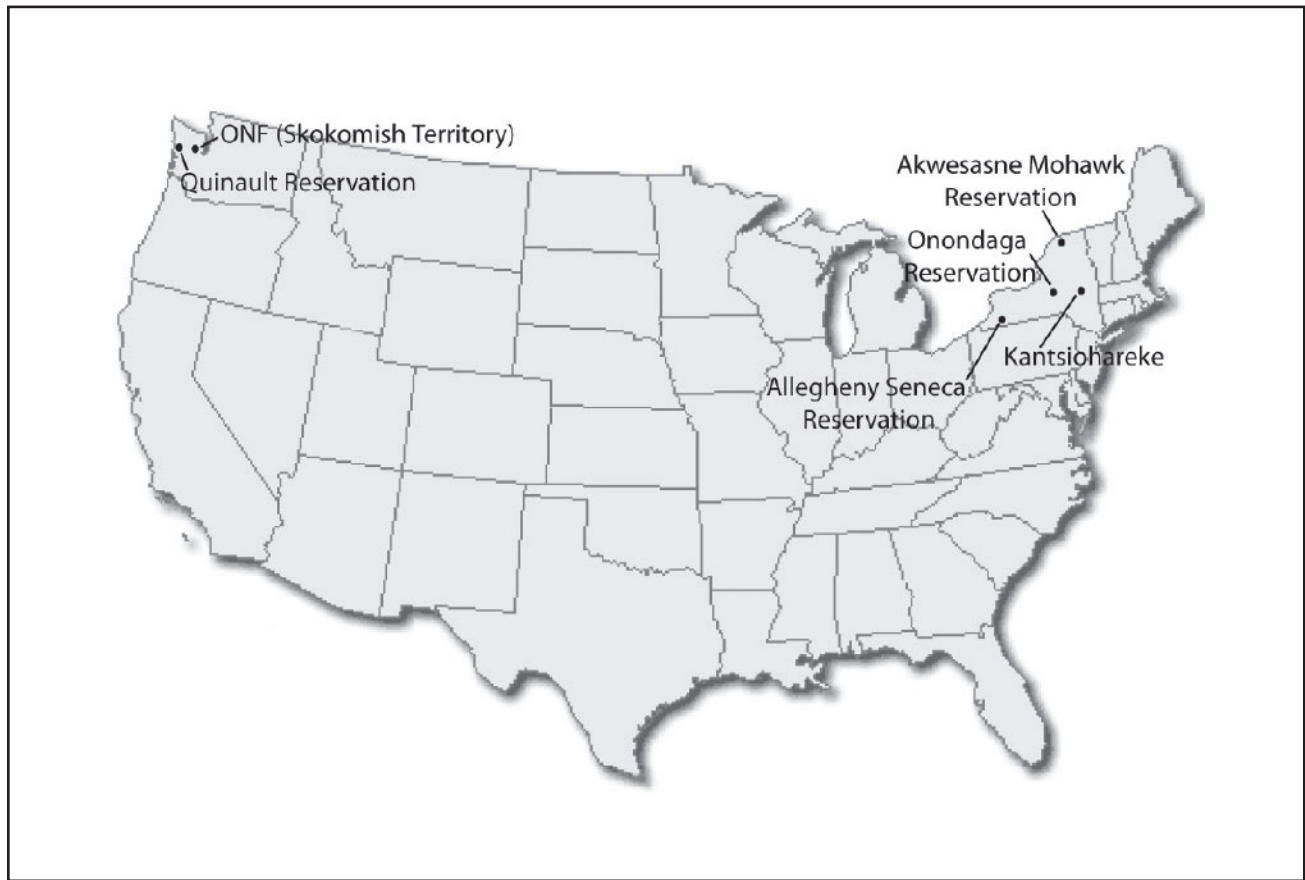 ONF (Skokomish Territory)
Quinault Reservation
Akwesasne Mohawk
Reservation
Onondaga
Reservation
Kantsiohareke
Allegheny Seneca
Reservation